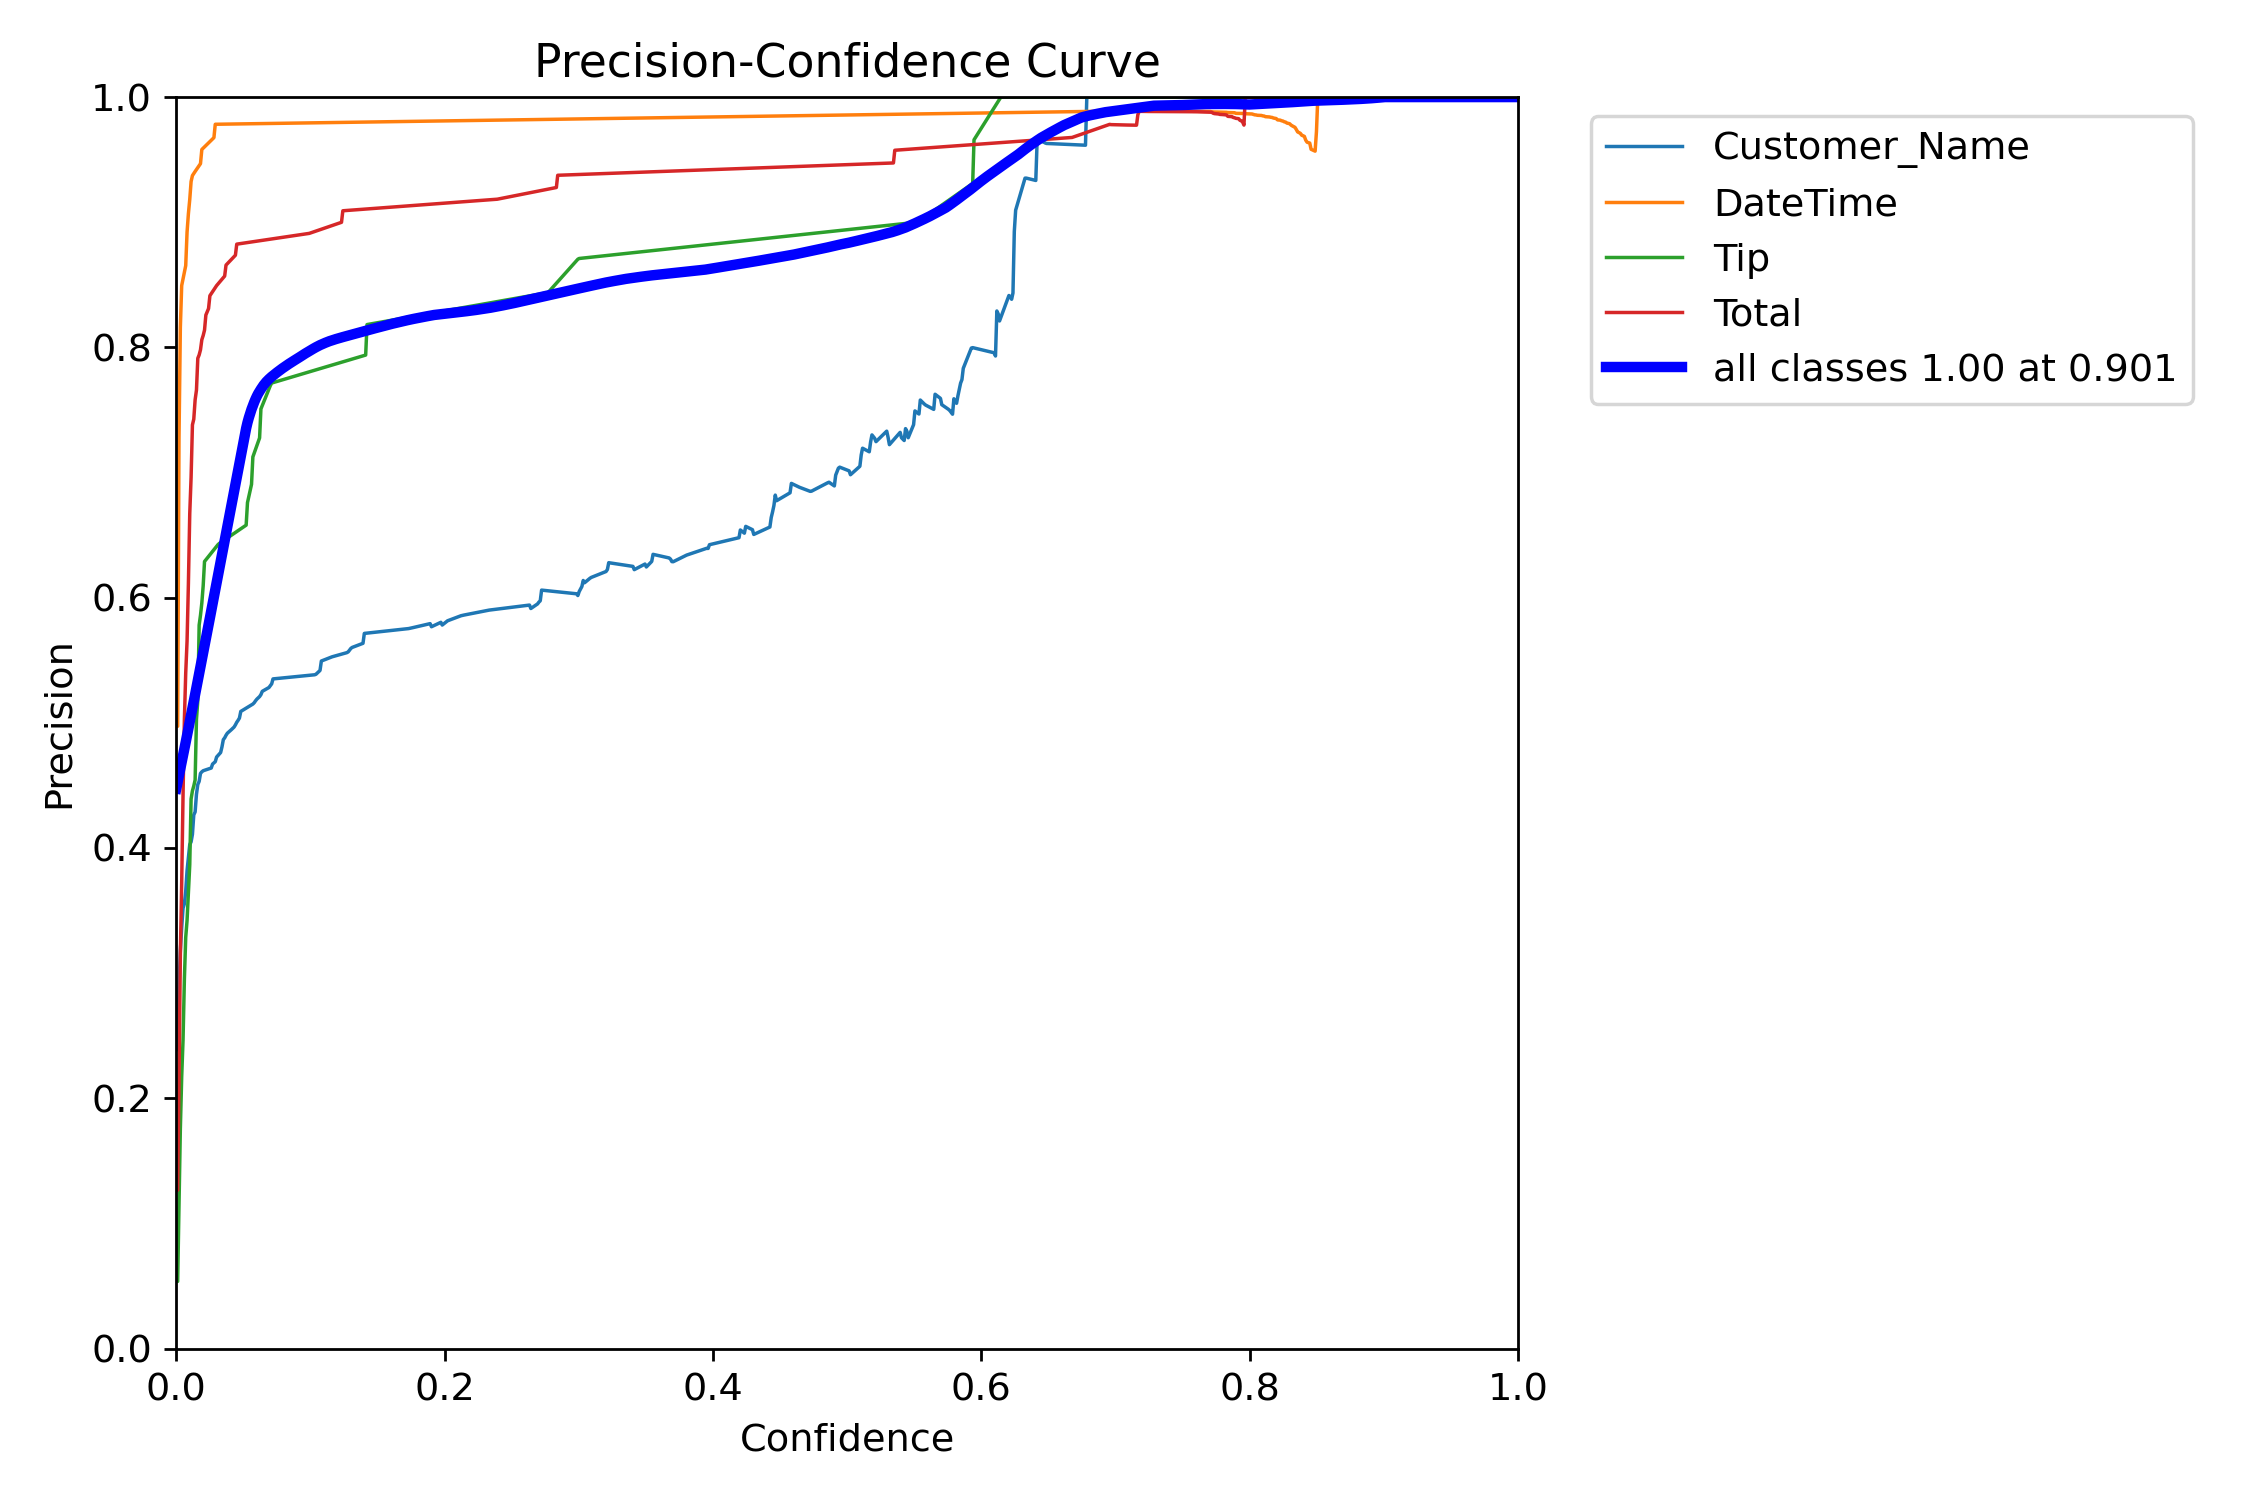 Precision-Confidence Curve
1.0
0.8
0.6
0.4
0.2
0.0
Precision
0.0 0.2 0.4 0.6 0.8 1.0
Confidence
Customer_Name
DateTime
Tip
Total
all classes 1.00 at 0.901